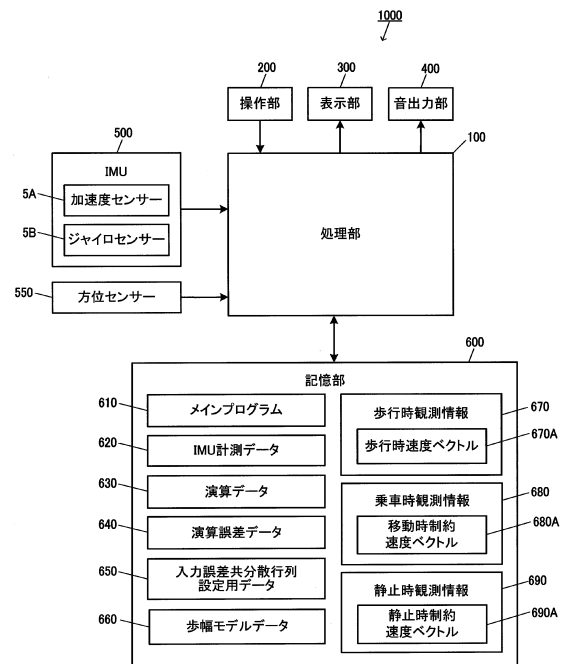 1000
200
300
400
操作部
表示部
音出力部
100
500
IMU
5A
加速度センサー
5B
ジャイロセンサー
処理部
550
方位センサー
600
記憶部
610
メインプログラム
620
IMU計測データ
630
演算データ
640
演算誤差データ
650
入力誤差共分散行列
設定用データ
660
歩幅モデルデータ
歩行時観測情報
670
歩行時速度ベクトル
670A
乗車時観測情報
680
移動時制約
速度ベクトル
680A
静止時観測情報
690
静止時制約
速度ベクトル
690A